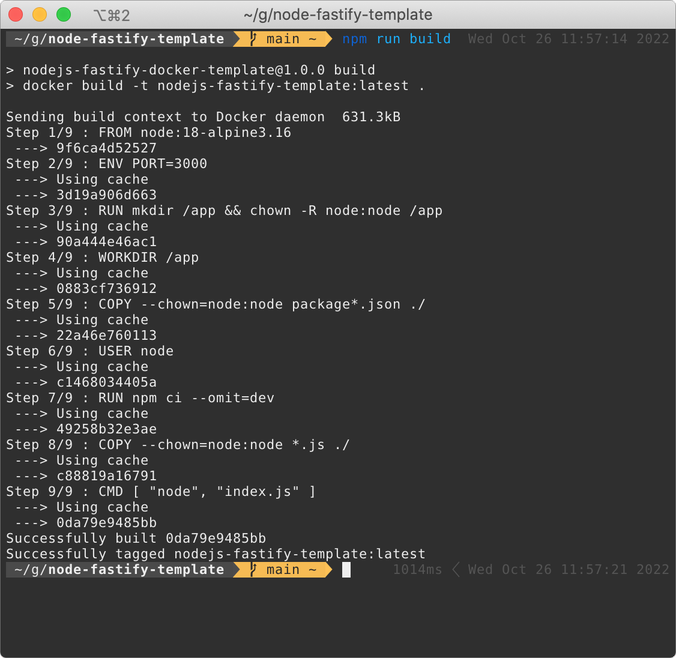 ⌥⌘2 ~/g/node-fastify-template
~/g/node-fastify-template main ~ npm run build Wed Oct 26 11:57:14 2022
> nodejs-fastify-docker-template@1.0.0 build
> docker build -t nodejs-fastify-template:latest .
Sending build context to Docker daemon  631.3kB
Step 1/9 : FROM node:18-alpine3.16
 ---> 9f6ca4d52527
Step 2/9 : ENV PORT=3000
 ---> Using cache
 ---> 3d19a906d663
Step 3/9 : RUN mkdir /app && chown -R node:node /app
 ---> Using cache
 ---> 90a444e46ac1
Step 4/9 : WORKDIR /app
 ---> Using cache
 ---> 0883cf736912
Step 5/9 : COPY --chown=node:node package*.json ./
 ---> Using cache
 ---> 22a46e760113
Step 6/9 : USER node
 ---> Using cache
 ---> c1468034405a
Step 7/9 : RUN npm ci --omit=dev
 ---> Using cache
 ---> 49258b32e3ae
Step 8/9 : COPY --chown=node:node *.js ./
 ---> Using cache
 ---> c88819a16791
Step 9/9 : CMD [ "node", "index.js" ]
 ---> Using cache
 ---> 0da79e9485bb
Successfully built 0da79e9485bb
Successfully tagged nodejs-fastify-template:latest
~/g/node-fastify-template main ~ 1014ms Wed Oct 26 11:57:21 2022